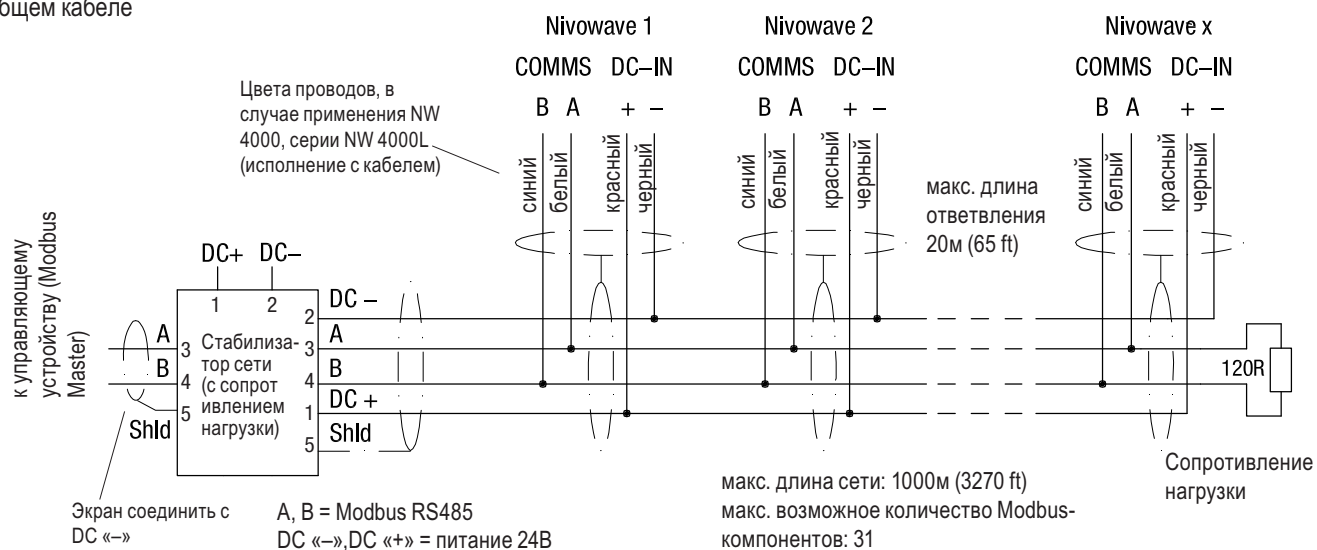 бщем кабеле
Nivowave 1
Nivowave 2
Nivowave x
COMMS DC–IN
COMMS DC–IN
COMMS DC–IN
B A + –
B A + –
B A + –
Цвета проводов, в
случае применения NW
4000, серии NW 4000L
(исполнение с кабелем)
синий
белый
красный
черный
синий
белый
красный
черный
синий
белый
красный
черный
макс. длина
ответвления
20м (65 ft)
к управляющему
устройству (Modbus
Master)
DC+ DC–
1 2
A
B
Shld
3
4
5
Стабилиза-
тор сети
(с сопрот
ивлением
нагрузки)
2
3
4
1
5
DC –
A
B
DC +
Shld
120R
Сопротивление
нагрузки
Экран соединить с
DC «–»
A, B = Modbus RS485
DC «–»,DC «+» = питание 24В
макс. длина сети: 1000м (3270 ft)
макс. возможное количество Modbus-
компонентов: 31